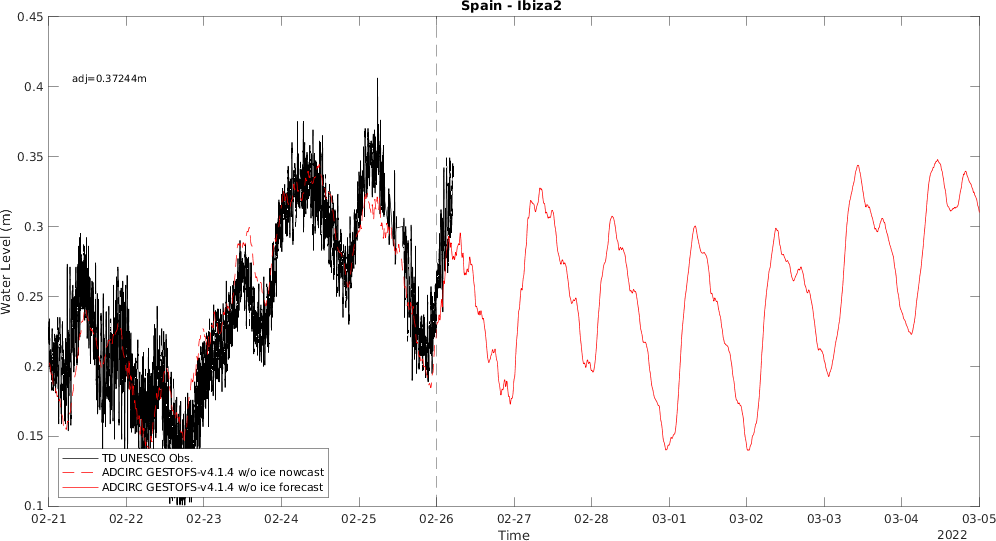 Spain - Ibiza2
0.45
0.4
0.35
0.3
0.25
0.2
0.15
0.1
Water Level (m)
adj=0.37244m
TD UNESCO Obs.
ADCIRC GESTOFS-v4.1.4 w/o ice nowcast
ADCIRC GESTOFS-v4.1.4 w/o ice forecast
02-21 02-22 02-23 02-24 02-25 02-26 02-27 02-28 03-01 03-02 03-03 03-04 03-05
Time
2022